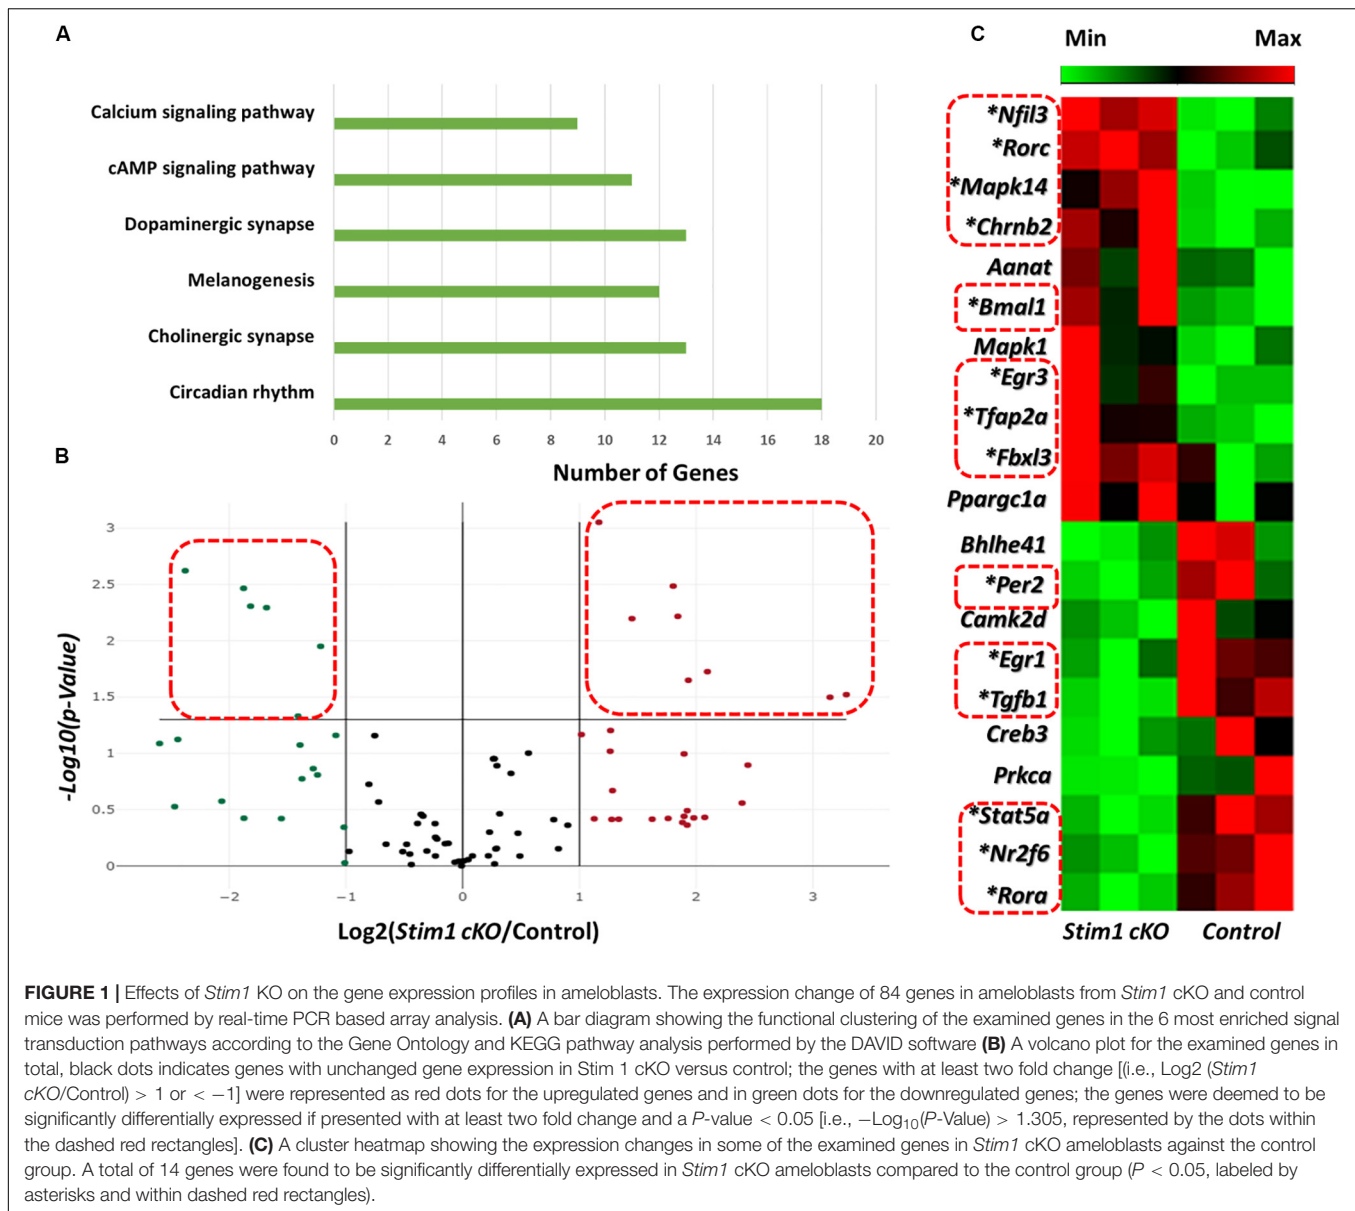 A
Calcium signaling pathway
cAMP signaling pathway
Dopaminergic synapse
Melanogenesis
Cholinergic synapse
Circadian rhythm
0 2 4 6 8 10 12 14 16 18 20
Number of Genes
B
-Log10(p-Value)
3
2.5
2
1.5
1
0.5
0
−2 −1 0 1 2 3
Log2(Stim1 cKO/Control)
C
Min Max
*Nfil3
*Rorc
*Mapk14
*Chrnb2
Aanat
*Bmal1
Mapk1
*Egr3
*Tfap2a
*Fbxl3
Ppargc1a
Bhlhe41
*Per2
Camk2d
*Egr1
*Tgfb1
Creb3
Prkca
*Stat5a
*Nr2f6
*Rora
Stim1 cKO Control
FIGURE 1 | Effects of Stim1 KO on the gene expression profiles in ameloblasts. The expression change of 84 genes in ameloblasts from Stim1 cKO and control
mice was performed by real-time PCR based array analysis. (A) A bar diagram showing the functional clustering of the examined genes in the 6 most enriched signal
transduction pathways according to the Gene Ontology and KEGG pathway analysis performed by the DAVID software (B) A volcano plot for the examined genes in
total, black dots indicates genes with unchanged gene expression in Stim 1 cKO versus control; the genes with at least two fold change [(i.e., Log2 (Stim1
cKO/Control) > 1 or < −1] were represented as red dots for the upregulated genes and in green dots for the downregulated genes; the genes were deemed to be
significantly differentially expressed if presented with at least two fold change and a P-value < 0.05 [i.e., −Log10(P-Value) > 1.305, represented by the dots within
the dashed red rectangles]. (C) A cluster heatmap showing the expression changes in some of the examined genes in Stim1 cKO ameloblasts against the control
group. A total of 14 genes were found to be significantly differentially expressed in Stim1 cKO ameloblasts compared to the control group (P < 0.05, labeled by
asterisks and within dashed red rectangles).